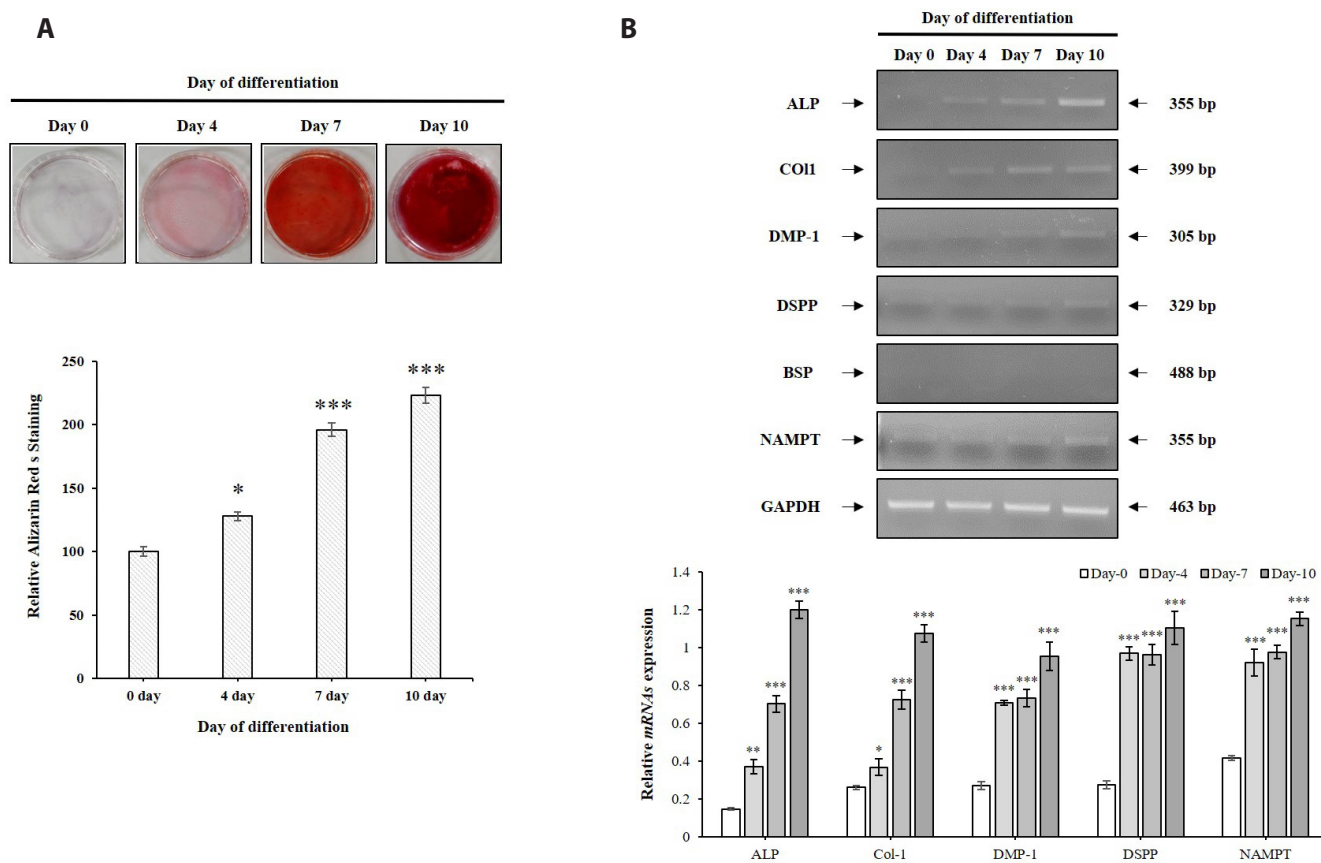 A
Day of differentiation
Day 0 Day 4 Day 7 Day 10
250
200
150
100
50
0
Relative Alizarin Red s Staining
*
***
***
0 day 4 day 7 day 10 day
Day of differentiation
B
Day of differentiation
Day 0 Day 4 Day 7 Day 10
ALP 355 bp
COl1 399 bp
DMP-1 305 bp
DSPP 329 bp
BSP 488 bp
NAMPT 355 bp
GAPDH 463 bp
Day-0 Day-4 Day-7 Day-10
1.4
1.2
1
0.8
0.6
0.4
0.2
0
Relative mRNAs expression
** *** ***
* *** ***
*** *** ***
*** *** ***
*** *** ***
ALP Col-1 DMP-1 DSPP NAMPT